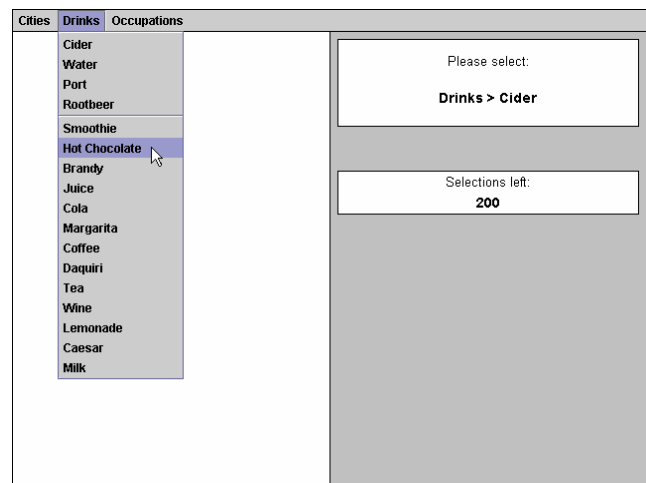 Cities Drinks Occupations
Cider
Water
Port
Rootbeer
Smoothie
Hot Chocolate
Brandy
Juice
Cola
Margarita
Coffee
Daquiri
Tea
Wine
Lemonade
Caesar
Milk
Please select:
Drinks > Cider
Selections left:
200